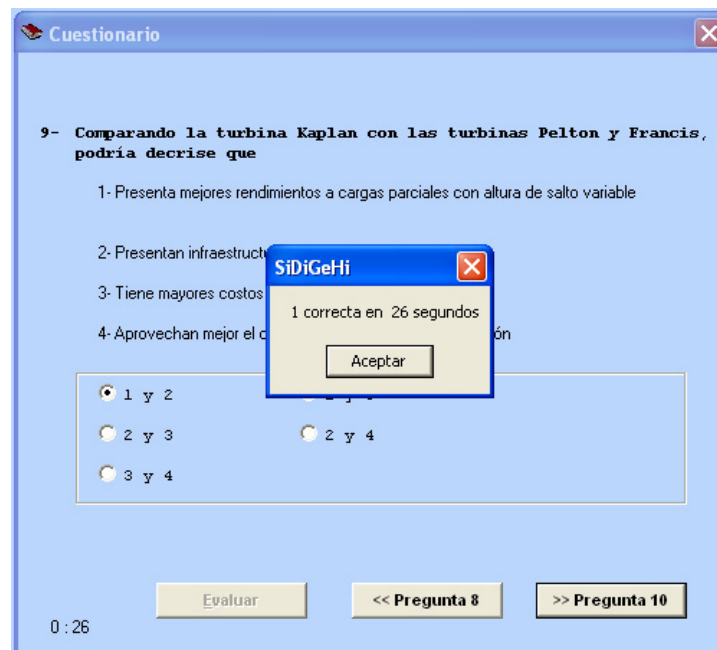 Cuestionario
9- Comparando la turbina Kaplan con las turbinas Pelton y Francis,
podría decrise que
1- Presenta mejores rendimientos a cargas parciales con altura de salto variable
2- Presentan
3- Tiene mayores costos
4- Aprovechan mejor el
SiDiGeHi
1 correcta en 26 segundos
Aceptar
1 y 2
2 y 3
2 y 4
3 y 4
Evaluar
<< Pregunta 8
>> Pregunta 10
0 : 26